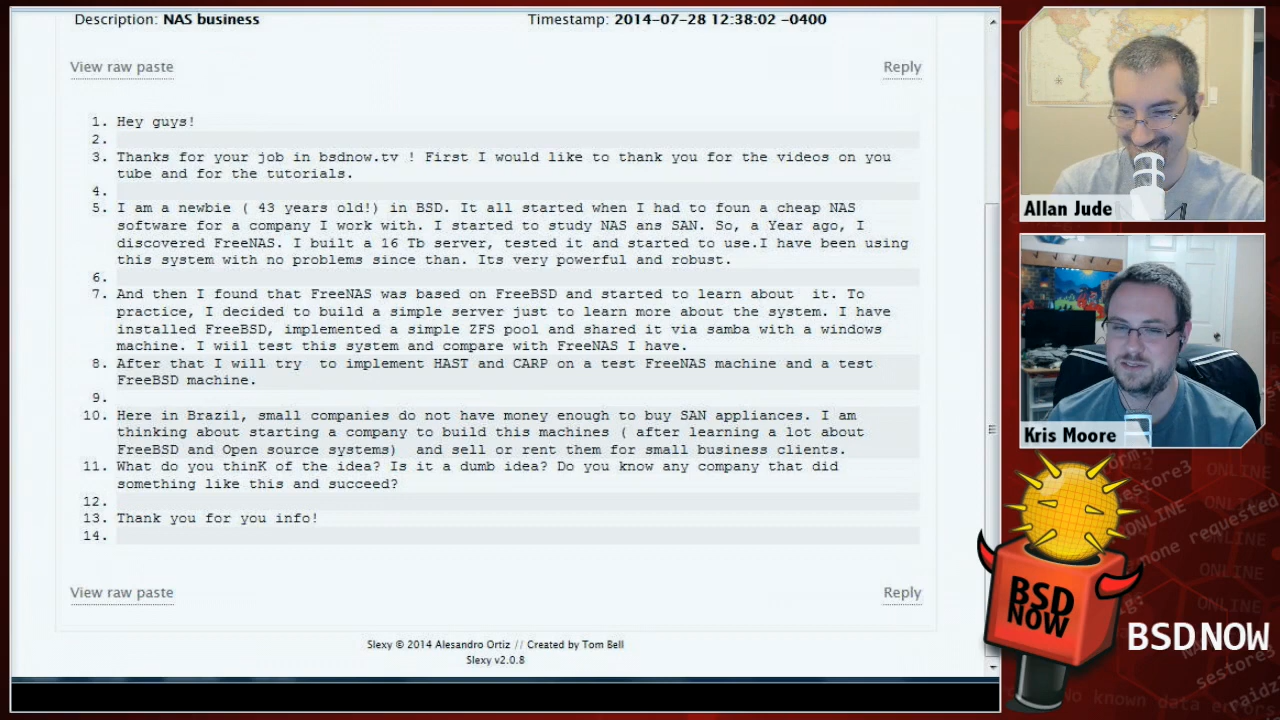 Description: NAS business Timestamp: 2014-07-28 12:38:02 -0400
View raw paste Reply
1. Hey guys!
2.
3. Thanks for your job in bsdnow.tv ! First I would like to thank you for the videos on you
tube and for the tutorials.
4.
5. I am a newbie ( 43 years old!) in BSD. It all started when I had to foun a cheap NAS
software for a company I work with. I started to study NAS ans SAN. So, a Year ago, I
discovered FreeNAS. I built a 16 Tb server, tested it and started to use.I have been using
this system with no problems since than. Its very powerful and robust.
6.
7. And then I found that FreeNAS was based on FreeBSD and started to learn about  it. To
practice, I decided to build a simple server just to learn more about the system. I have
installed FreeBSD, implemented a simple ZFS pool and shared it via samba with a windows
machine. I wiil test this system and compare with FreeNAS I have.
8. After that I will try  to implement HAST and CARP on a test FreeNAS machine and a test
FreeBSD machine.
9.
10. Here in Brazil, small companies do not have money enough to buy SAN appliances. I am
thinking about starting a company to build this machines ( after learning a lot about
FreeBSD and Open source systems)  and sell or rent them for small business clients.
11. What do you thinK of the idea? Is it a dumb idea? Do you know any company that did
something like this and succeed?
12.
13. Thank you for you info!
14.
View raw paste Reply
Slexy © 2014 Alesandro Ortiz // Created by Tom Bell
Slexy v2.0.8
Allan Jude
Kris Moore
BSD
NOW
BSD NOW
ONLINE
estore3
ONLINE
none requested
ONLINE
ONLINE
No known data errors